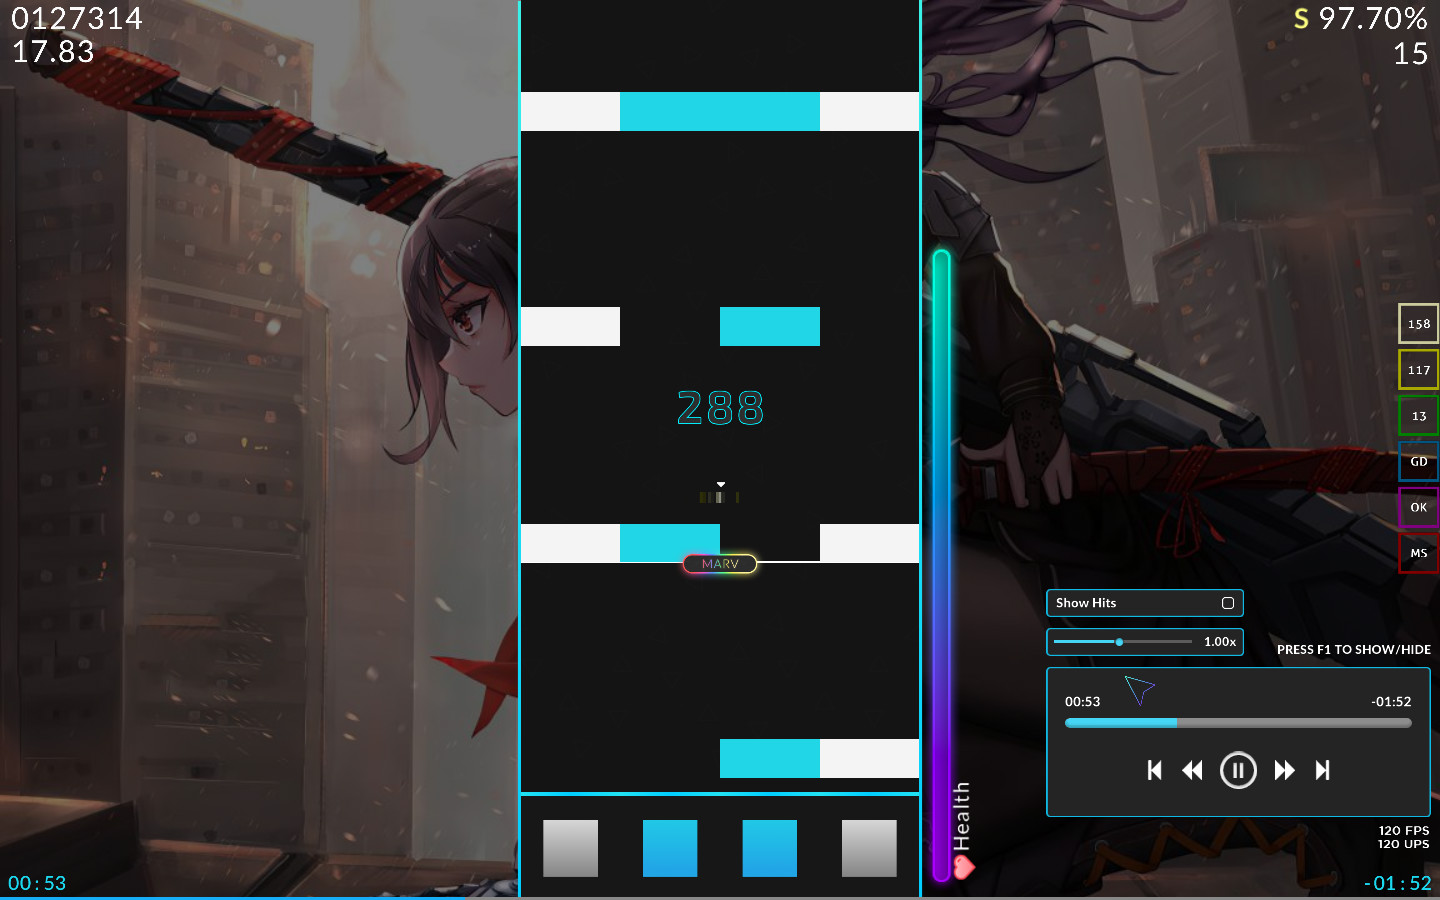 0127314
17.83
S 97.70%
15
288
MARV
158
117
13
GD
OK
MS
Show Hits
1.00x
PRESS F1 TO SHOW/HIDE
00:53
-01:52
Health
120 FPS
120 UPS
00:53
-01:52